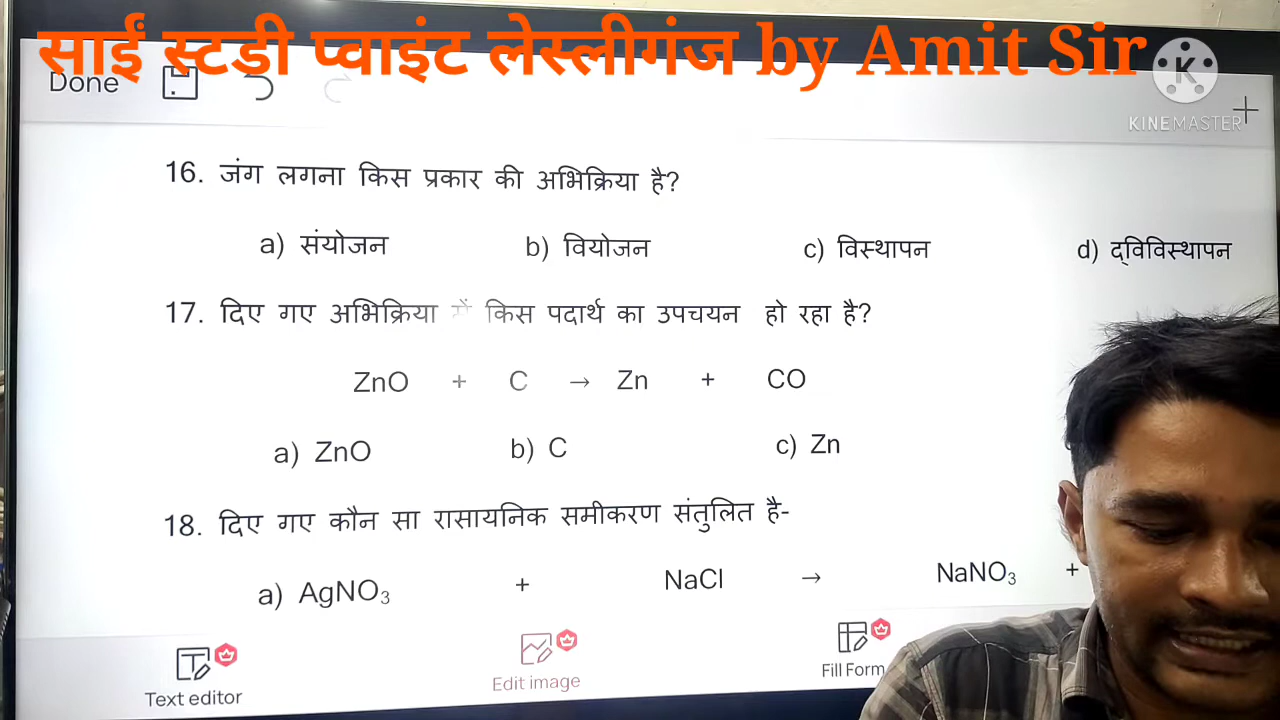 साईं स्टडी प्वाइंट लेस्लीगंज by Amit Sir
Done
KINEMASTER
16. जंग लगना किस प्रकार की अभिक्रिया है?
a) संयोजन b) वियोजन c) विस्थापन d) द्विविस्थापन
17. दिए गए अभिक्रिया में किस पदार्थ का उपचयन हो रहा है?
ZnO + C → Zn + CO
a) ZnO b) C c) Zn
18. दिए गए कौन सा रासायनिक समीकरण संतुलित है-
a) AgNO₃ + NaCl → NaNO₃ +
Text editor Edit image Fill Form